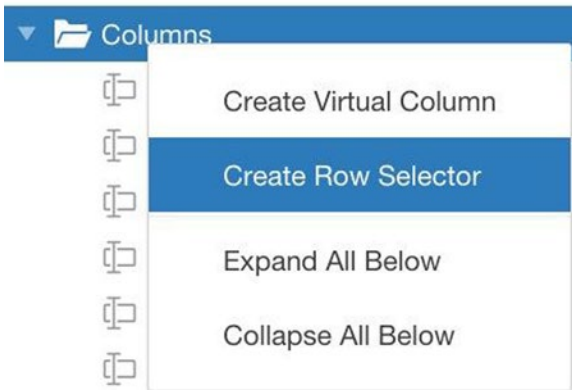 Columns
Create Virtual Column
Create Row Selector
Expand All Below
Collapse All Below